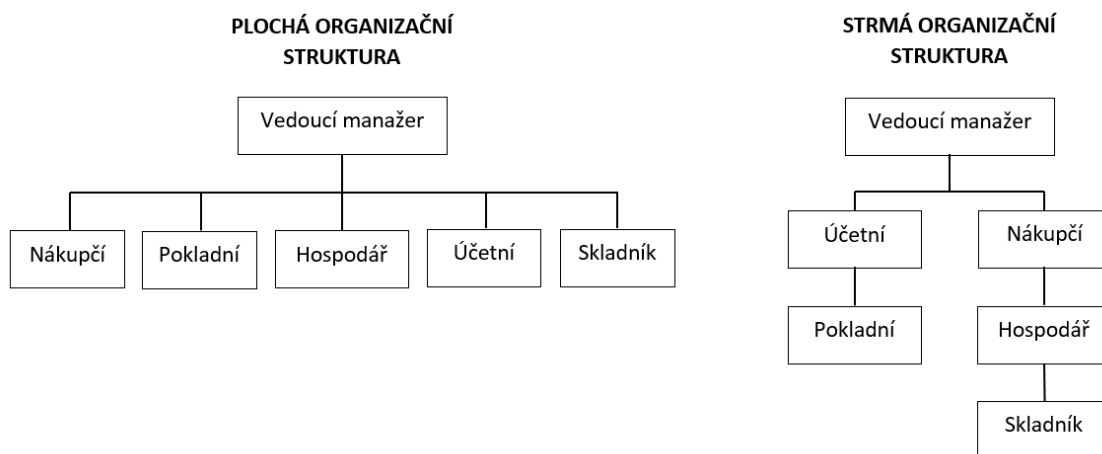 PLOCHÁ ORGANIZAČNÍ
STRUKTURA
Vedoucí manažer
Nákupčí
Pokladní
Hospodář
Účetní
Skladník
STRMÁ ORGANIZAČNÍ
STRUKTURA
Vedoucí manažer
Účetní
Nákupčí
Pokladní
Hospodář
Skladník